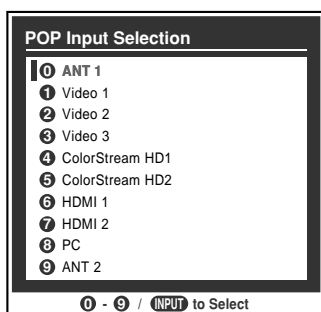 POP Input Selection
0 ANT 1
1 Video 1
2 Video 2
3 Video 3
4 ColorStream HD1
5 ColorStream HD2
6 HDMI 1
7 HDMI 2
8 PC
9 ANT 2
0 - 9 / INPUT to Select